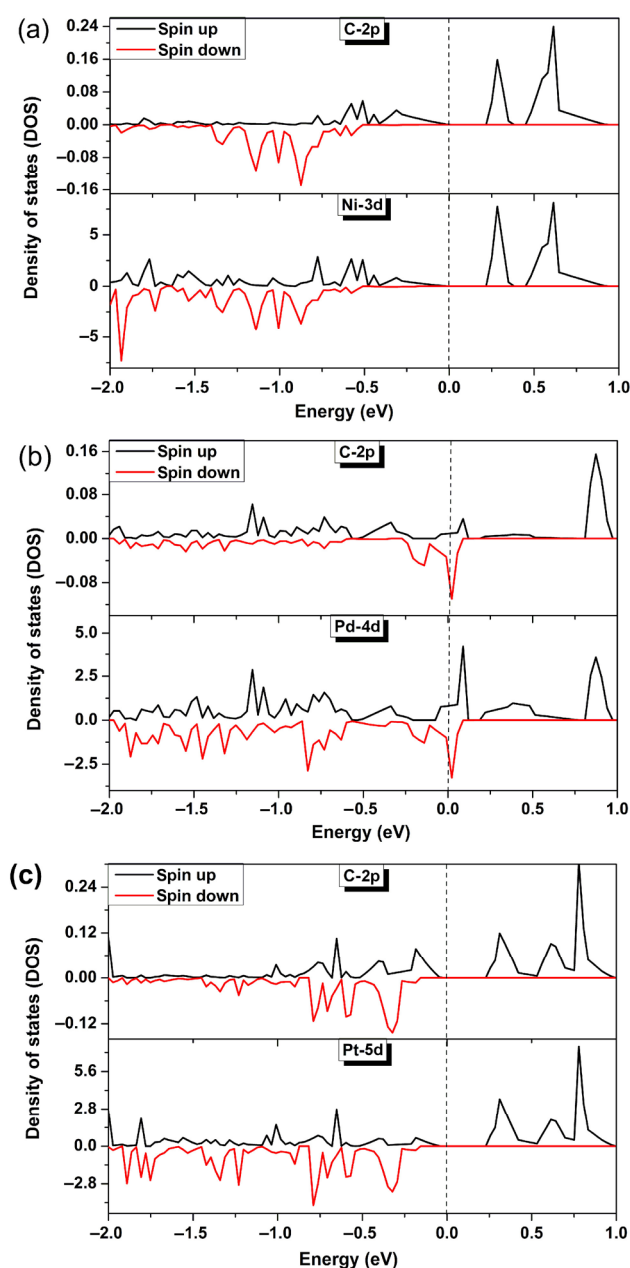 (a)
Spin up
Spin down
C-2p
0.24
0.16
0.08
0.00
−0.08
−0.16
Ni-3d
5
0
−5
Density of states (DOS)
−2.0 −1.5 −1.0 −0.5 0.0 0.5 1.0
Energy (eV)
(b)
Spin up
Spin down
C-2p
0.16
0.08
0.00
−0.08
Pd-4d
5.0
2.5
0.0
−2.5
Density of states (DOS)
−2.0 −1.5 −1.0 −0.5 0.0 0.5 1.0
Energy (eV)
(c)
Spin up
Spin down
C-2p
0.24
0.12
0.00
−0.12
Pt-5d
5.6
2.8
0.0
−2.8
Density of states (DOS)
−2.0 −1.5 −1.0 −0.5 0.0 0.5 1.0
Energy (eV)